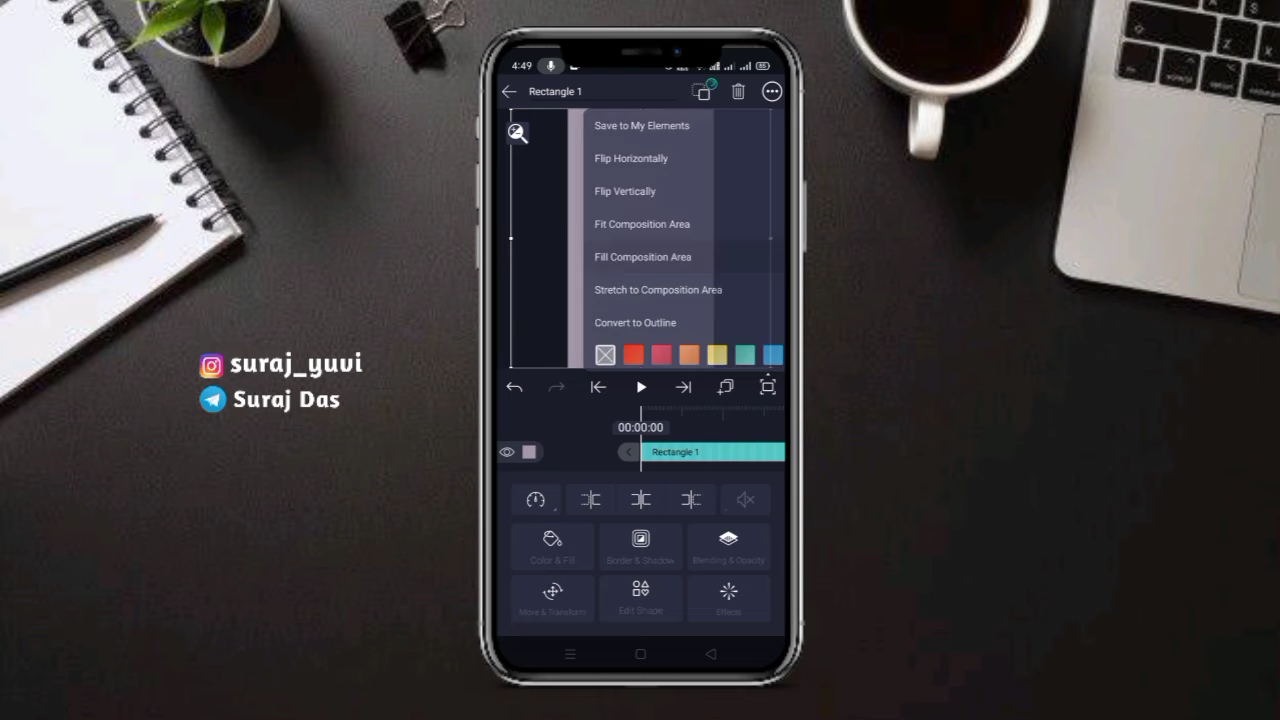 4:49
Rectangle 1
Save to My Elements
Flip Horizontally
Flip Vertically
Fit Composition Area
Fill Composition Area
Stretch to Composition Area
Convert to Outline
suraj_yuvi
Suraj Das
00:00:00
Rectangle 1
Color & Fill
Border & Shadow
Blending & Opacity
Move & Transform
Edit Shape
Effects